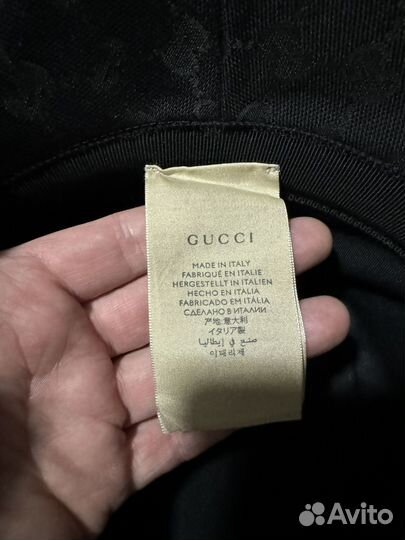 GUCCI
MADE IN ITALY
FABRIQUÉ EN ITALIE
HERGESTELLT IN ITALIEN
HECHO EN ITALIA
FABRICADO EM ITÁLIA
СДЕЛАНО В ИТАЛИИ
产地:意大利
イタリア製
صنع في إيطاليا
이태리제
Avito